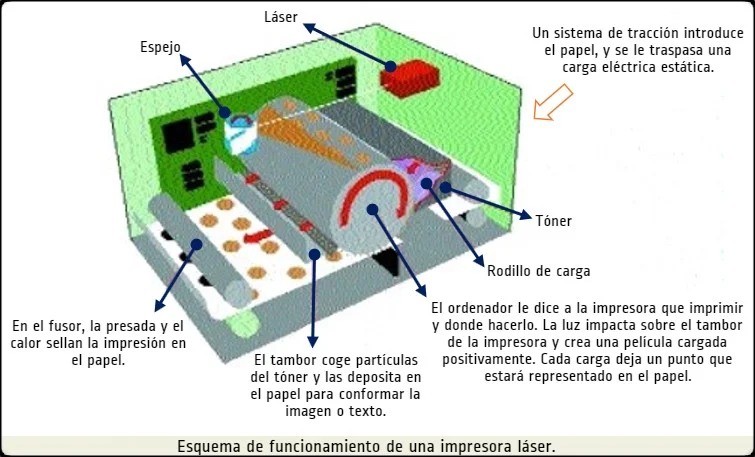 Láser
Espejo
Un sistema de tracción introduce
el papel, y se le traspasa una
carga eléctrica estática.
Tóner
Rodillo de carga
En el fusor, la presada y el
calor sellan la impresión en
el papel.
El tambor coge partículas
del tóner y las deposita en
el papel para conformar la
imagen o texto.
El ordenador le dice a la impresora que imprimir
y donde hacerlo. La luz impacta sobre el tambor
de la impresora y crea una película cargada
positivamente. Cada carga deja un punto que
estará representado en el papel.
Esquema de funcionamiento de una impresora láser.